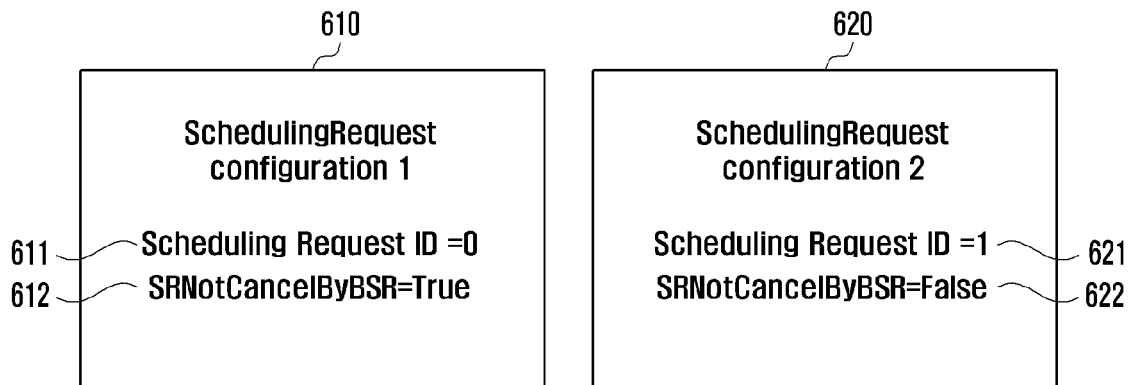 610
620
SchedulingRequest
configuration 1
SchedulingRequest
configuration 2
611
Scheduling Request ID =0
Scheduling Request ID =1
621
612
SRNotCancelByBSR=True
SRNotCancelByBSR=False
622